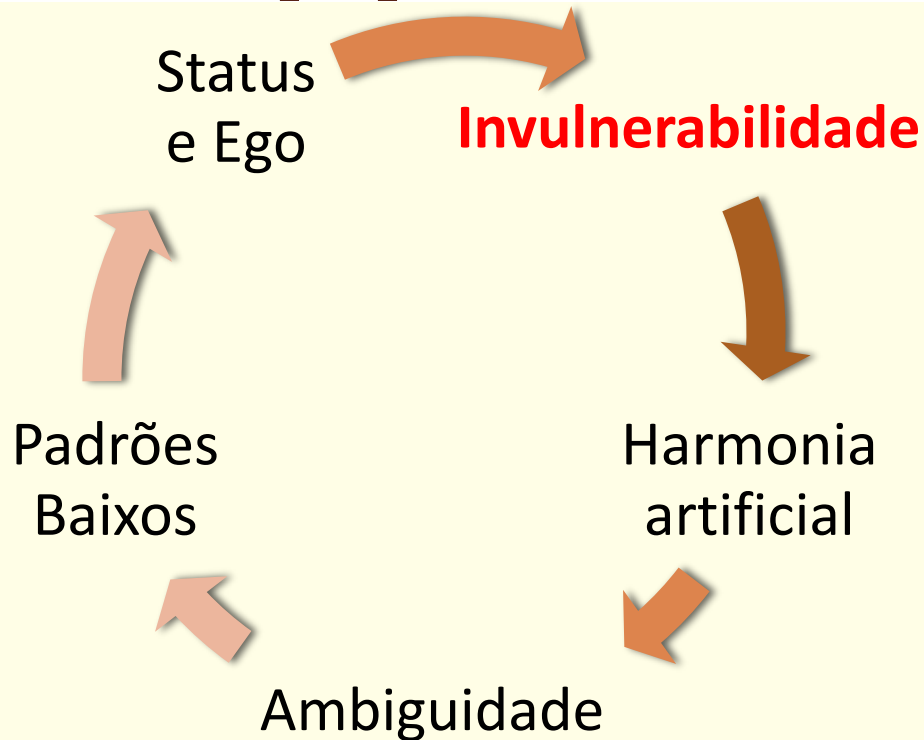 Status
e Ego
Invulnerabilidade
Harmonia
artificial
Ambiguidade
Padrões
Baixos